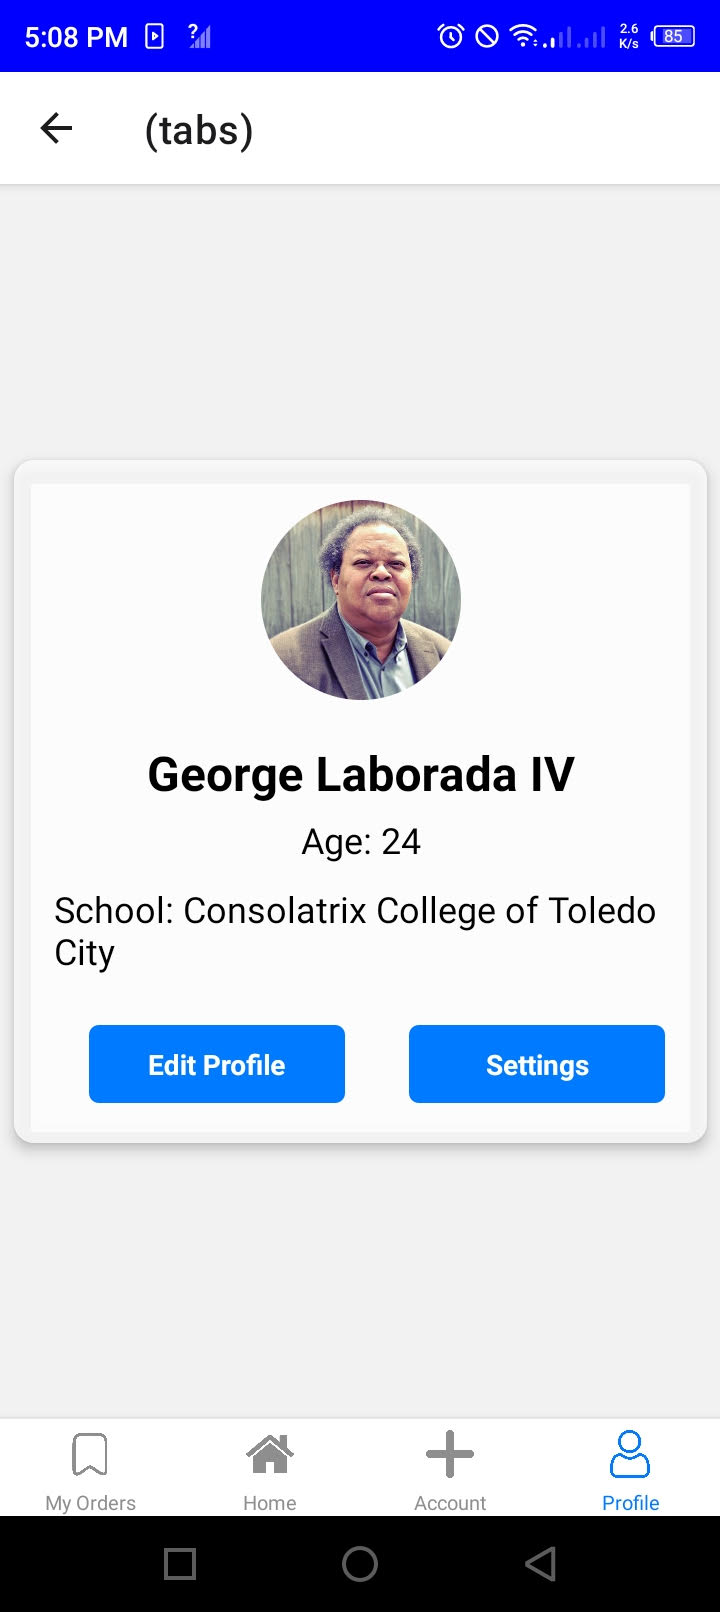 5:08 PM
?
2.6
K/s
85
(tabs)
George Laborada IV
Age: 24
School: Consolatrix College of Toledo
City
Edit Profile
Settings
My Orders
Home
Account
Profile